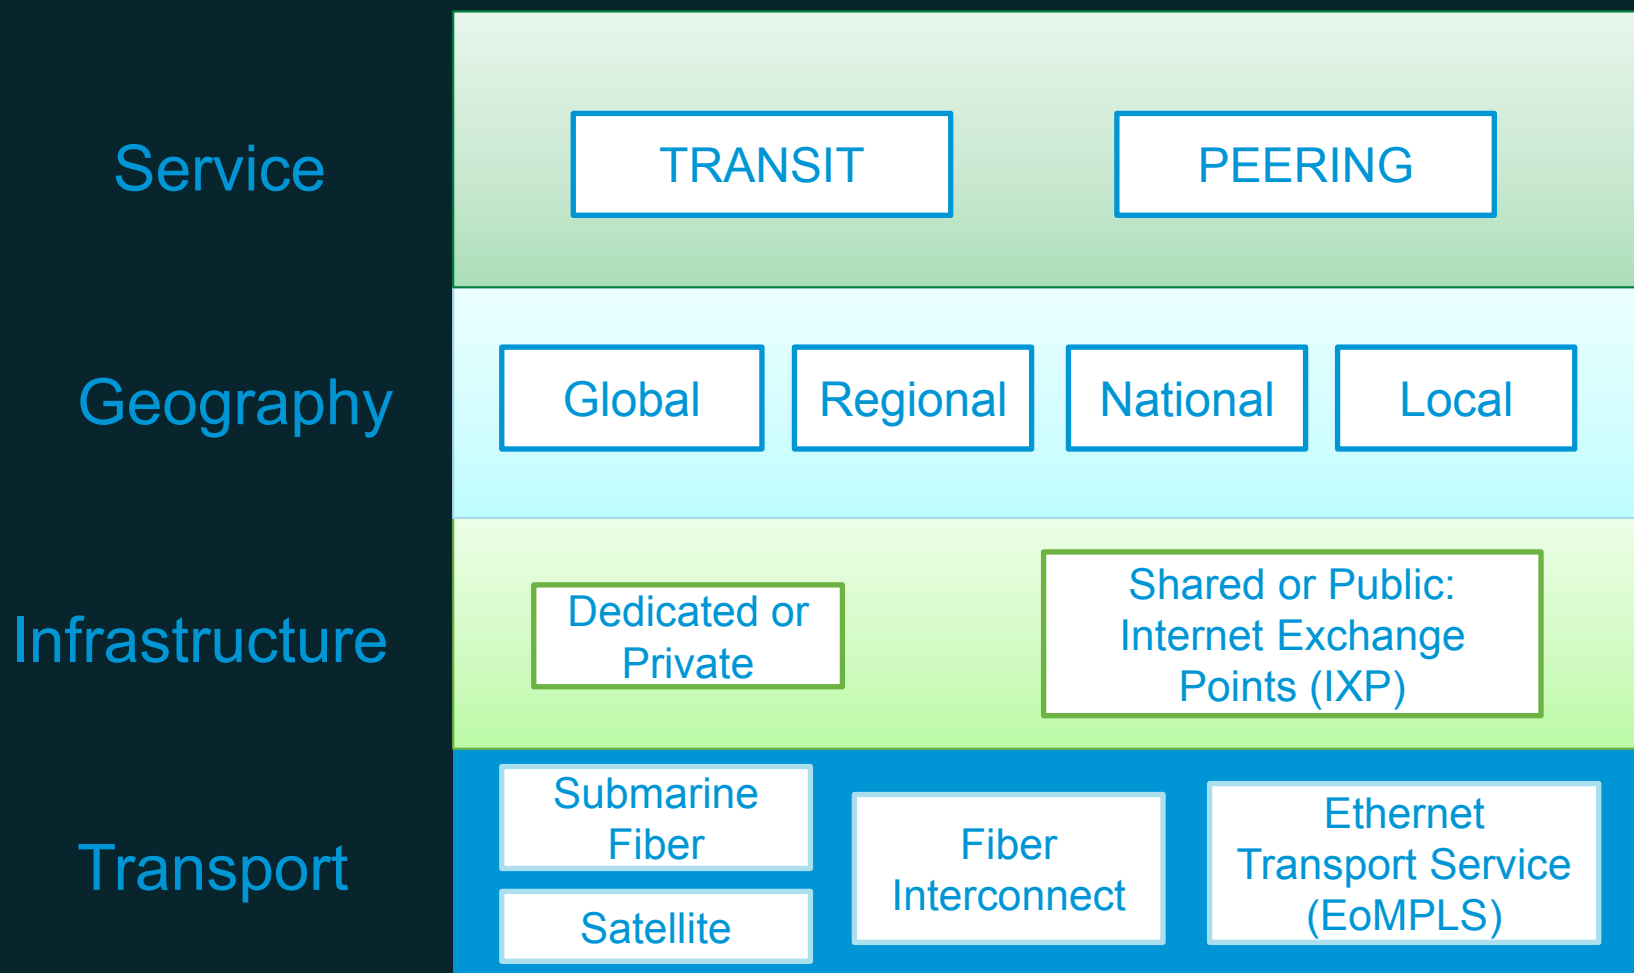 Service
TRANSIT
PEERING
Geography
Global
Regional
National
Local
Infrastructure
Dedicated or
Private
Shared or Public:
Internet Exchange
Points (IXP)
Transport
Submarine
Fiber
Satellite
Fiber
Interconnect
Ethernet
Transport Service
(EoMPLS)